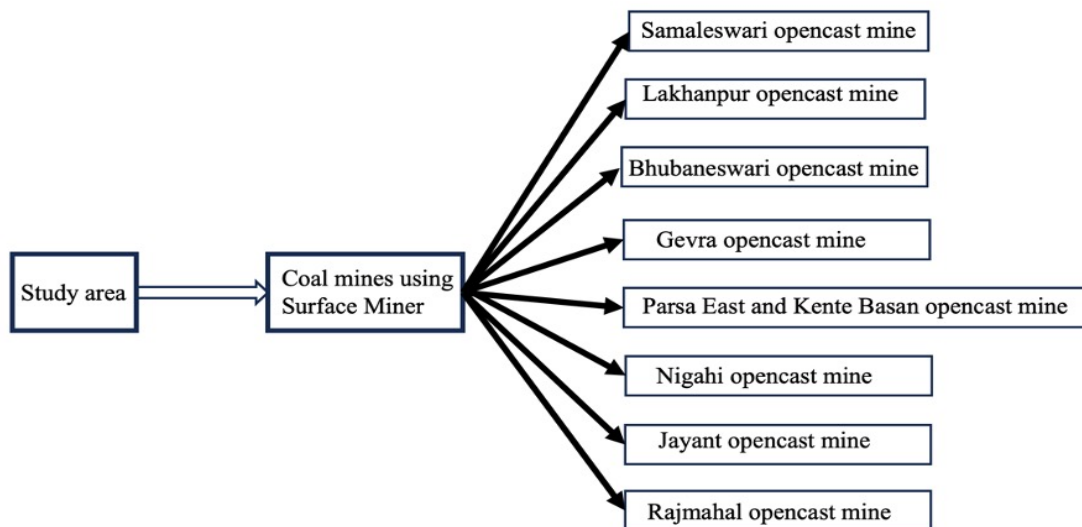 Samaleswari opencast mine
Lakhanpur opencast mine
Bhubaneswari opencast mine
Gevra opencast mine
Study area
Coal mines using
Surface Miner
Parsa East and Kente Basan opencast mine
Nigahi opencast mine
Jayant opencast mine
Rajmahal opencast mine